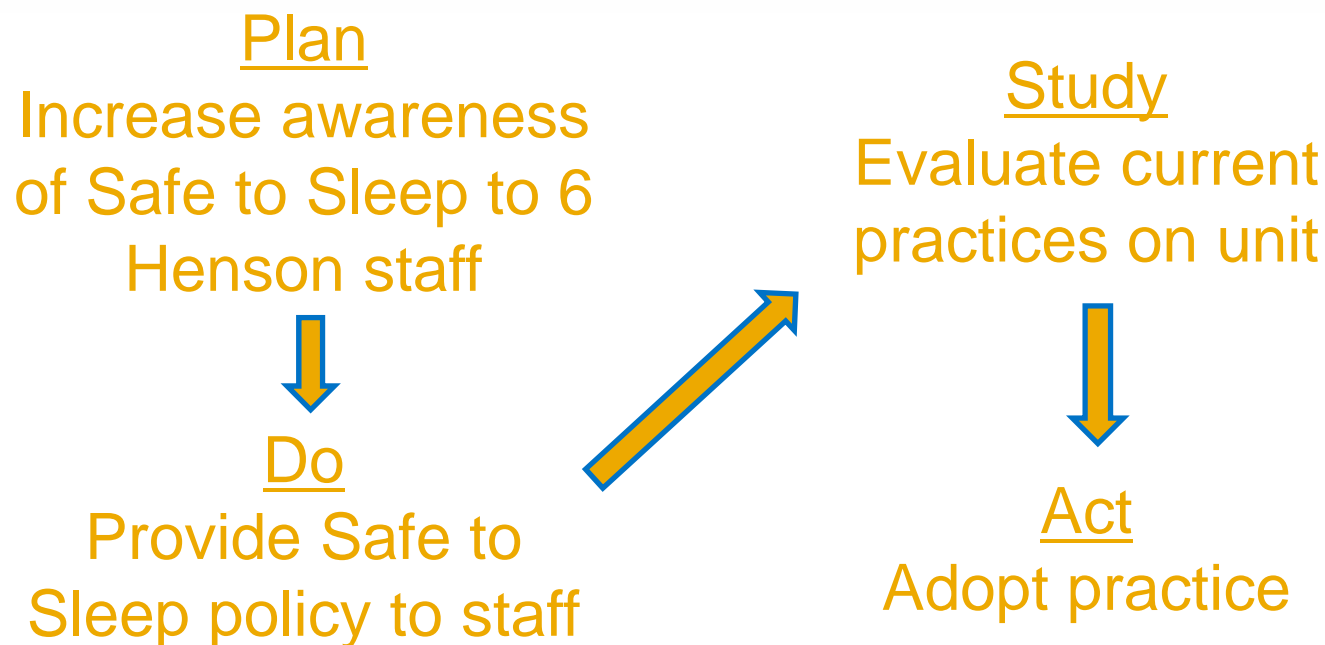 Plan
Increase awareness
of Safe to Sleep to 6
Henson staff
Do
Provide Safe to
Sleep policy to staff
Study
Evaluate current
practices on unit
Act
Adopt practice